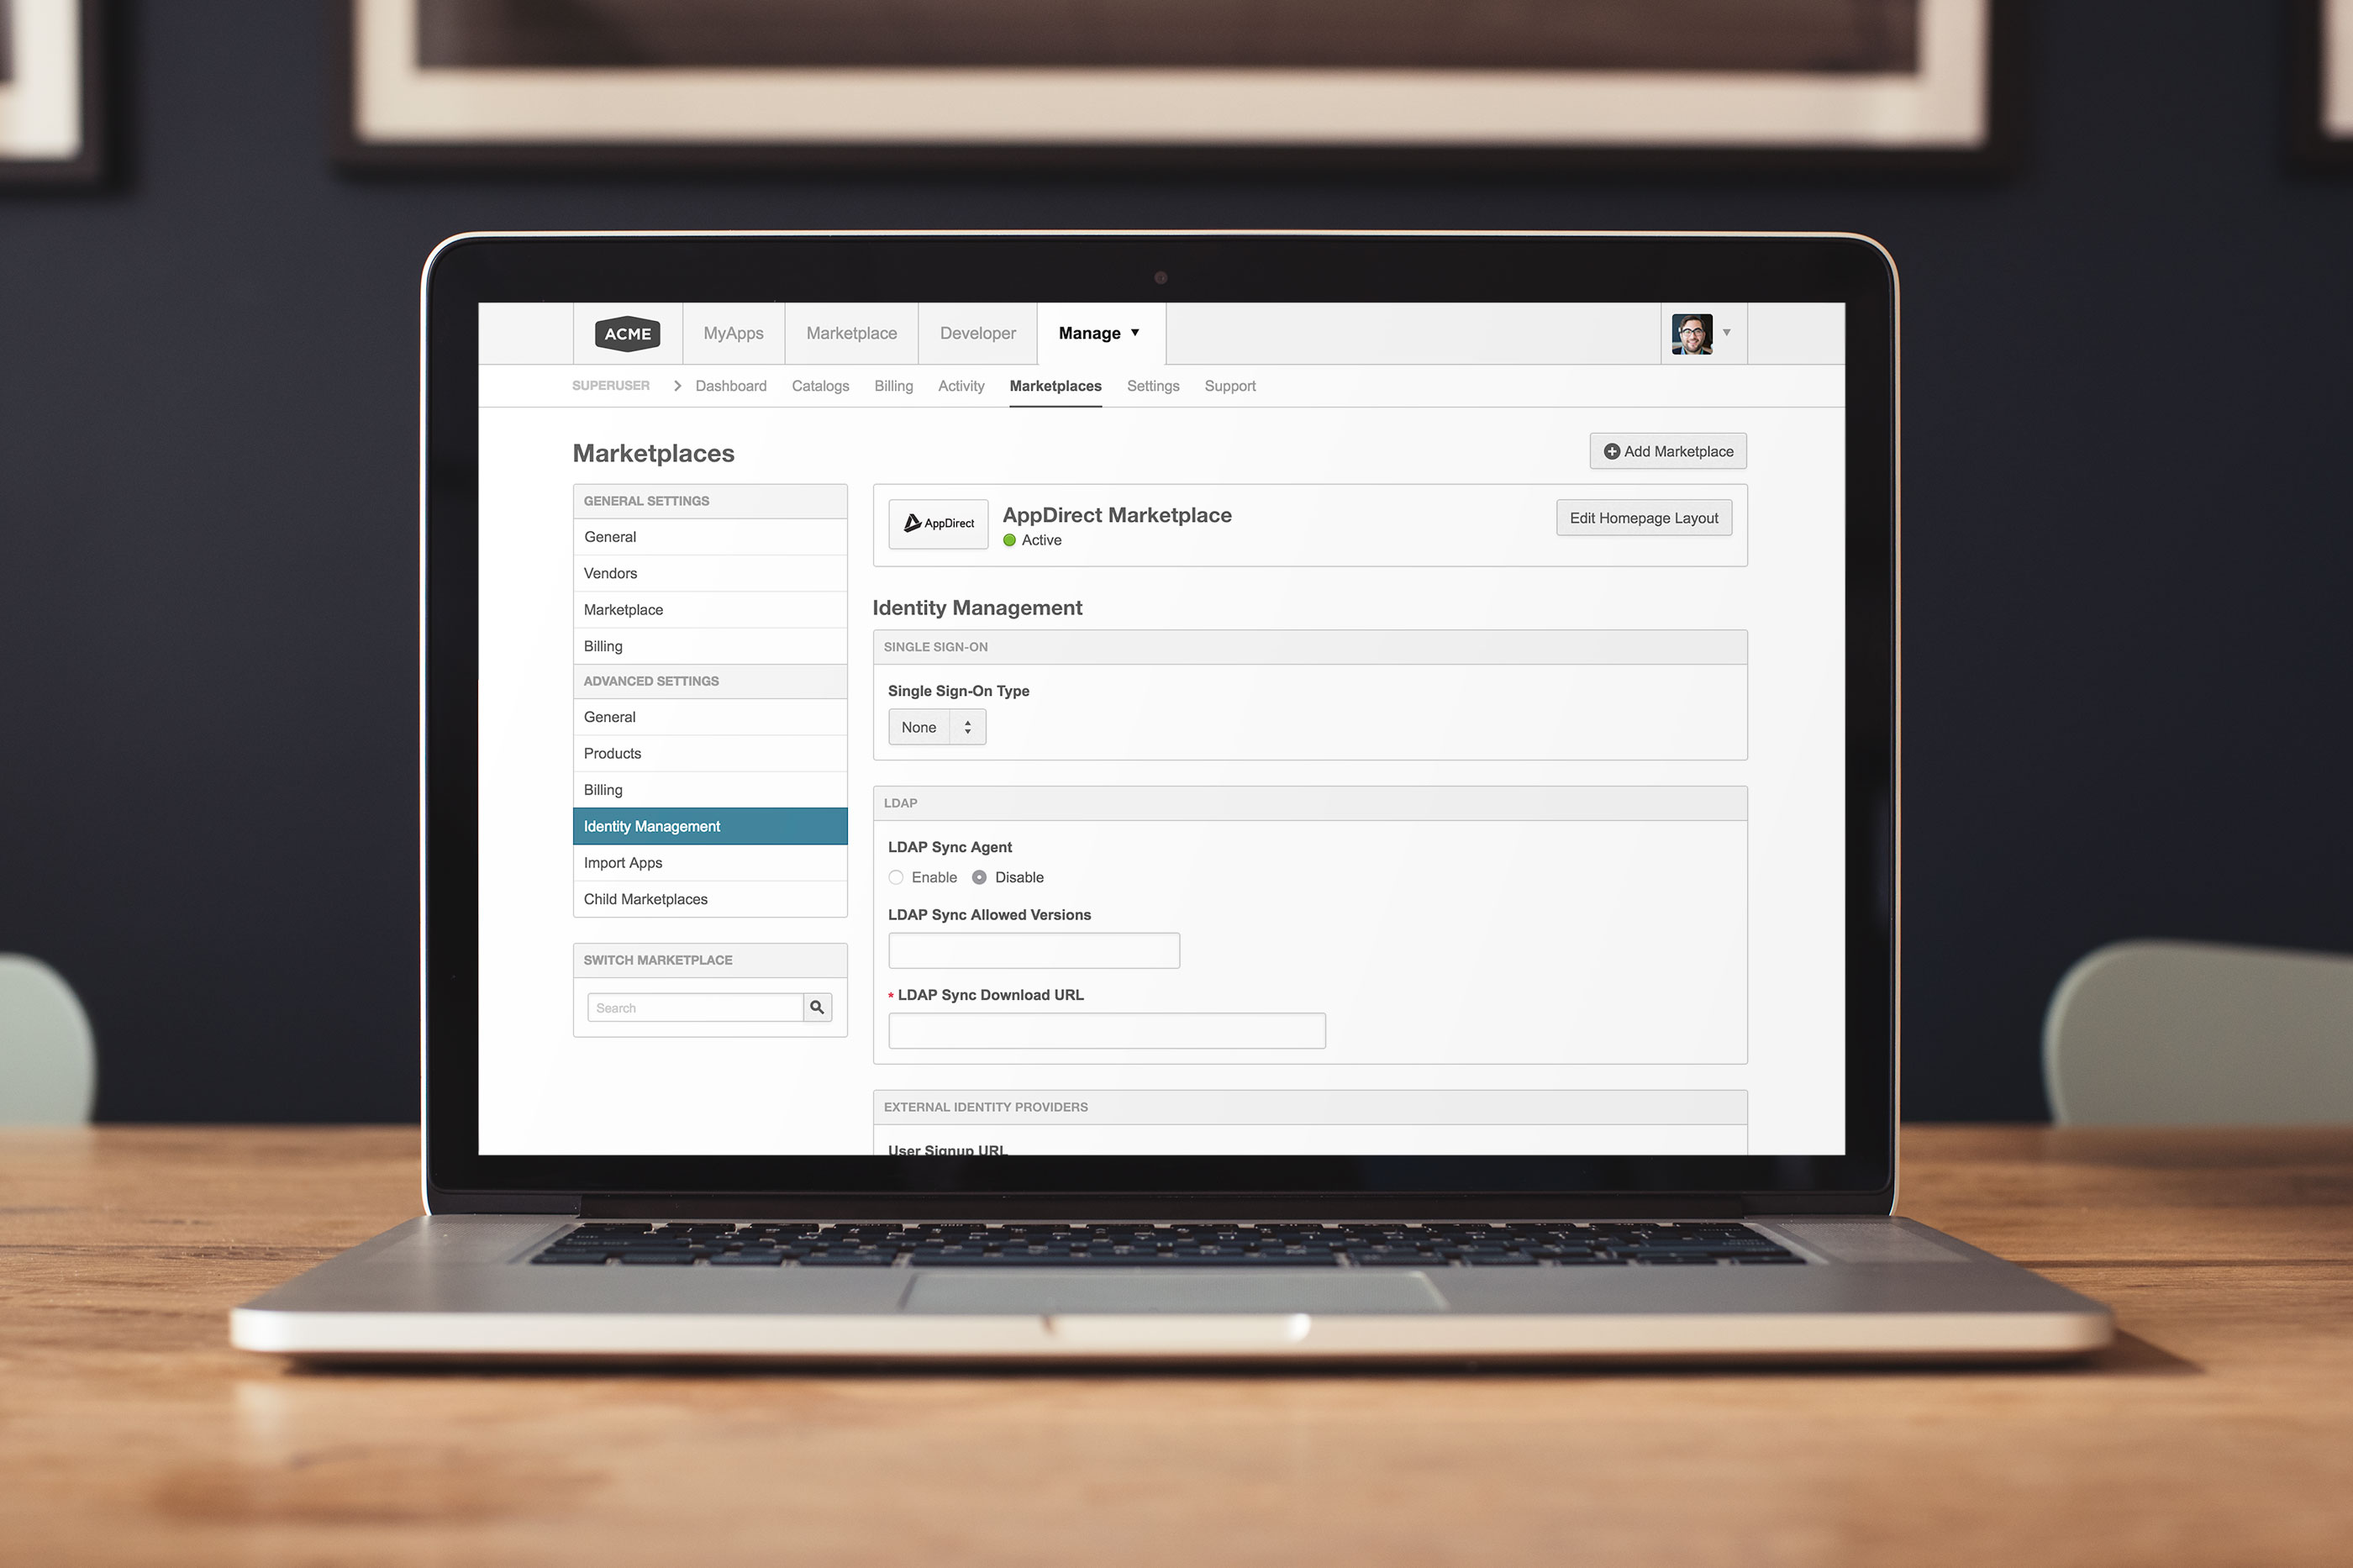 ACME
MyApps
Marketplace
Developer
Manage
SUPERUSER
Dashboard
Catalogs
Billing
Activity
Marketplaces
Settings
Support
Marketplaces
Add Marketplace
GENERAL SETTINGS
General
Vendors
Marketplace
Billing
ADVANCED SETTINGS
General
Products
Billing
Identity Management
Import Apps
Child Marketplaces
SWITCH MARKETPLACE
Search
AppDirect
AppDirect Marketplace
Active
Edit Homepage Layout
Identity Management
SINGLE SIGN-ON
Single Sign-On Type
None
LDAP
LDAP Sync Agent
Enable
Disable
LDAP Sync Allowed Versions
* LDAP Sync Download URL
EXTERNAL IDENTITY PROVIDERS
User Signup URL